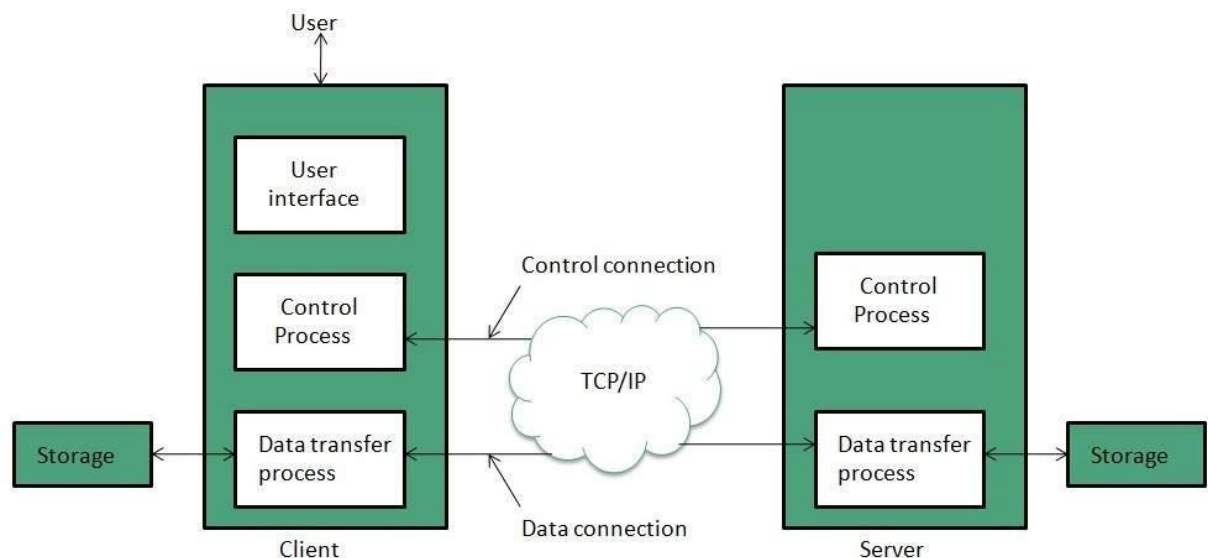 User
User
interface
Control connection
Control
Process
Control
Process
TCP/IP
Storage
Data transfer
process
Data transfer
process
Storage
Data connection
Client
Server